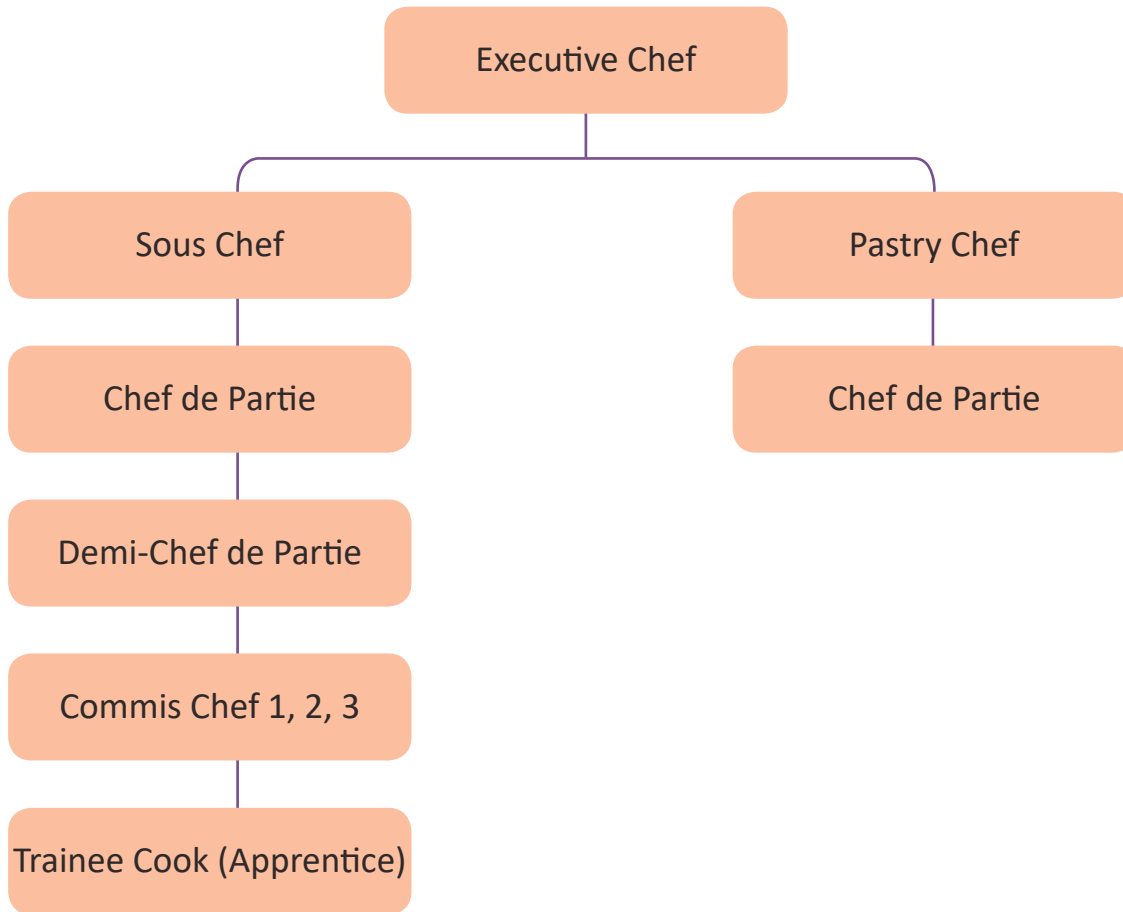 Executive Chef
Sous Chef
Pastry Chef
Chef de Partie
Chef de Partie
Demi-Chef de Partie
Commis Chef 1, 2, 3
Trainee Cook (Apprentice)